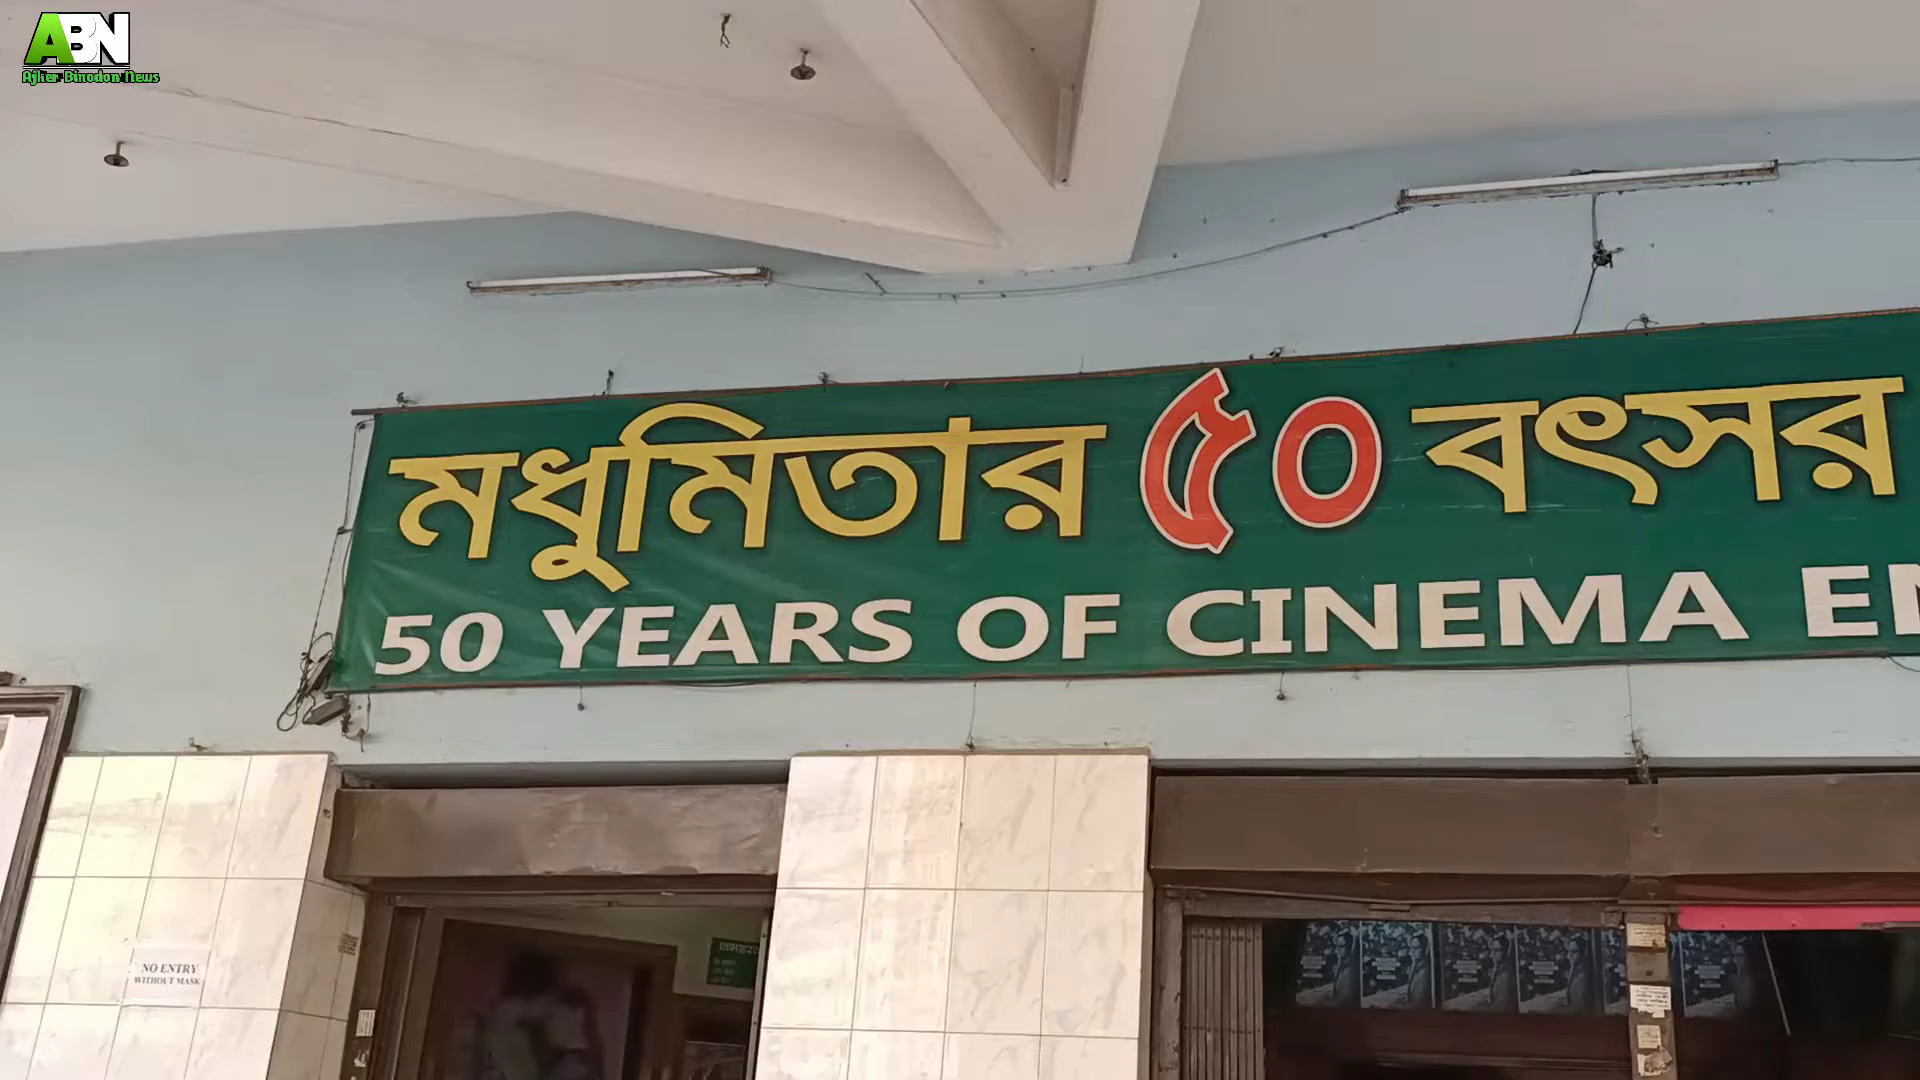 ABN
Ajker Binodon News
মধুমিতার ৫০ বৎসর
50 YEARS OF CINEMA
NO ENTRY
WITHOUT MASK